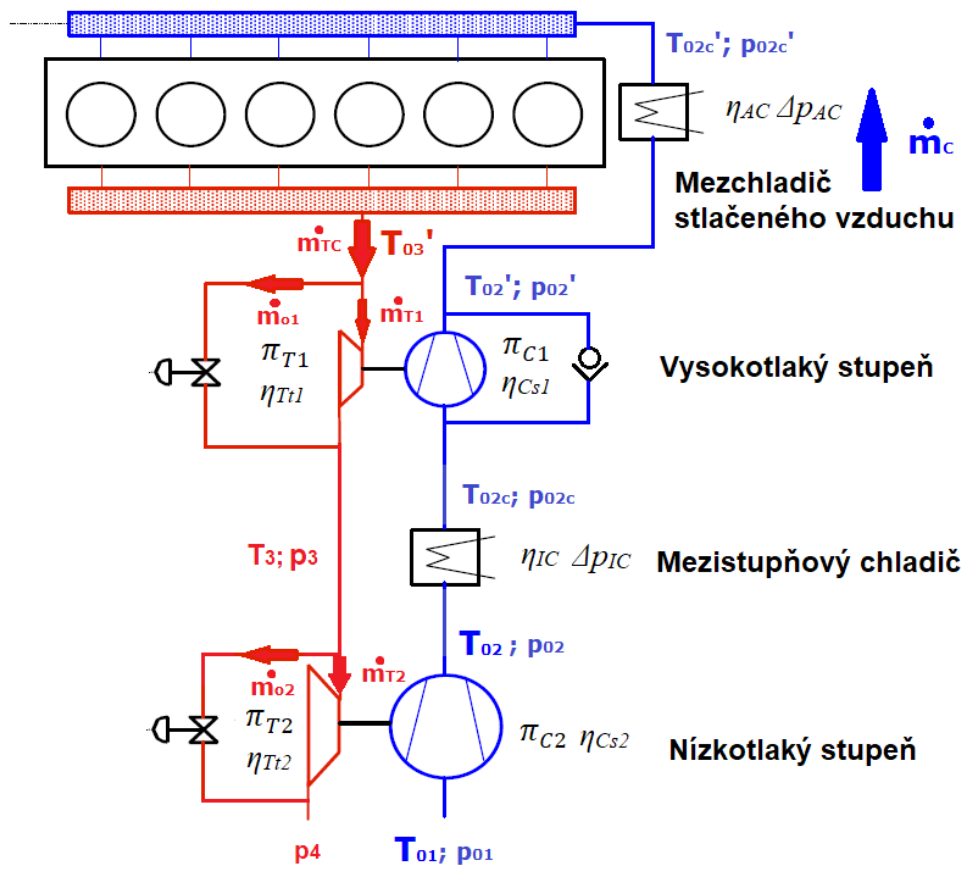 T₀₂c'; p₀₂c'
ηAC ΔpAC
ṁc
Mezchladič
stlačeného vzduchu
ṁTC
T₀₃'
T₀₂'; p₀₂'
ṁo1
ṁT1
πT1
ηTt1
πC1
ηCs1
Vysokotlaký stupeň
T₀₂c; p₀₂c
T₃; p₃
ηIC ΔpIC
Mezistupňový chladič
T₀₂; p₀₂
ṁo2
ṁT2
πT2
ηTt2
πC2 ηCs2
Nízkotlaký stupeň
p₄
T₀₁; p₀₁